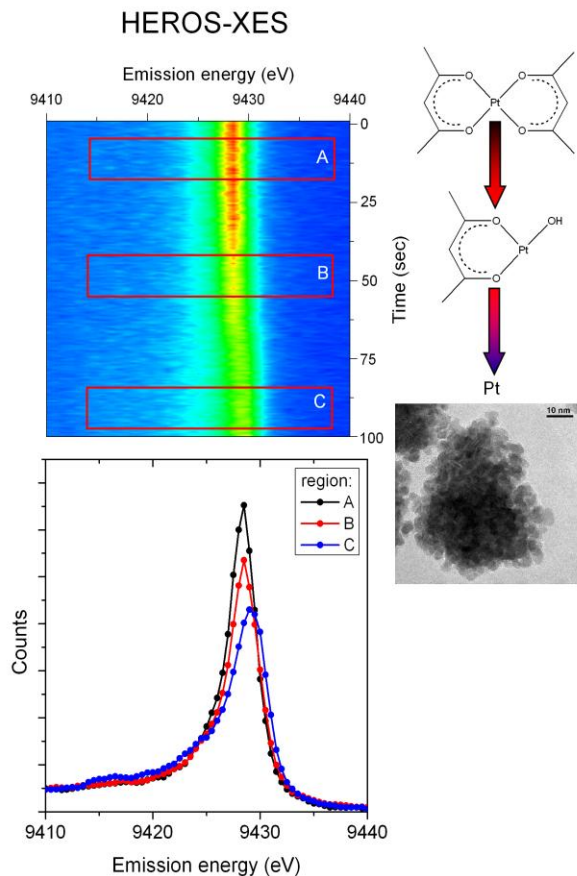 HEROS-XES
Emission energy (eV)
9410 9420 9430 9440
A
B
C
0
25
50
75
100
Time (sec)
O O
Pt
O O
O OH
Pt
O
Pt
10 nm
region:
A
B
C
Counts
9410 9420 9430 9440
Emission energy (eV)